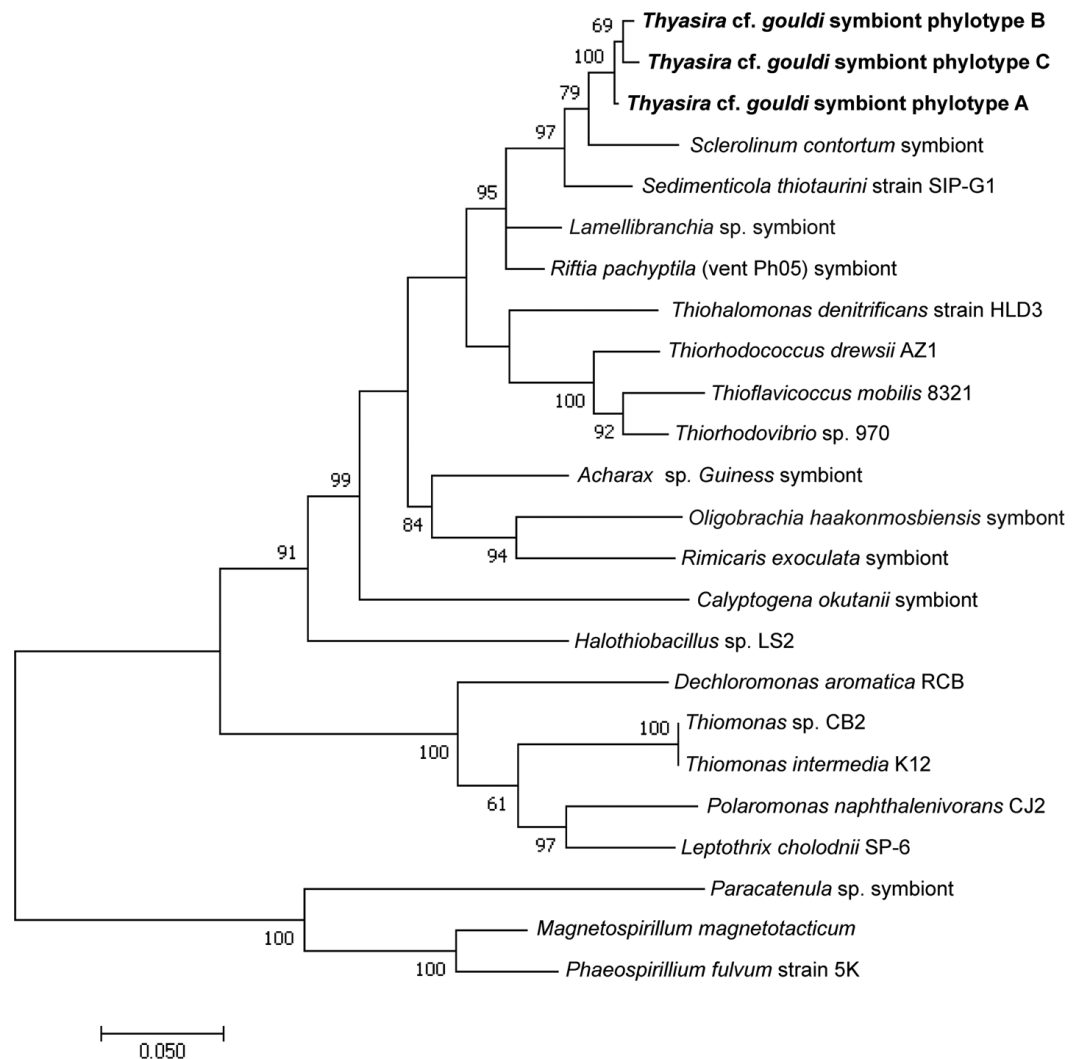 69
Thyasira cf. gouldi symbiont phylotype B
100
Thyasira cf. gouldi symbiont phylotype C
79
Thyasira cf. gouldi symbiont phylotype A
97
Sclerolinum contortum symbiont
Sedimenticola thiotaurini strain SIP-G1
95
Lamellibranchia sp. symbiont
Riftia pachyptila (vent Ph05) symbiont
Thiohalomonas denitrificans strain HLD3
Thiorhodococcus drewsii AZ1
100
Thioflavicoccus mobilis 8321
92
Thiorhodovibrio sp. 970
99
Acharax sp. Guiness symbiont
84
Oligobrachia haakonmosbiensis symbont
94
Rimicaris exoculata symbiont
91
Calyptogena okutanii symbiont
Halothiobacillus sp. LS2
Dechloromonas aromatica RCB
100
100
Thiomonas sp. CB2
Thiomonas intermedia K12
61
Polaromonas naphthalenivorans CJ2
97
Leptothrix cholodnii SP-6
Paracatenula sp. symbiont
100
Magnetospirillum magnetotacticum
100
Phaeospirillium fulvum strain 5K
0.050